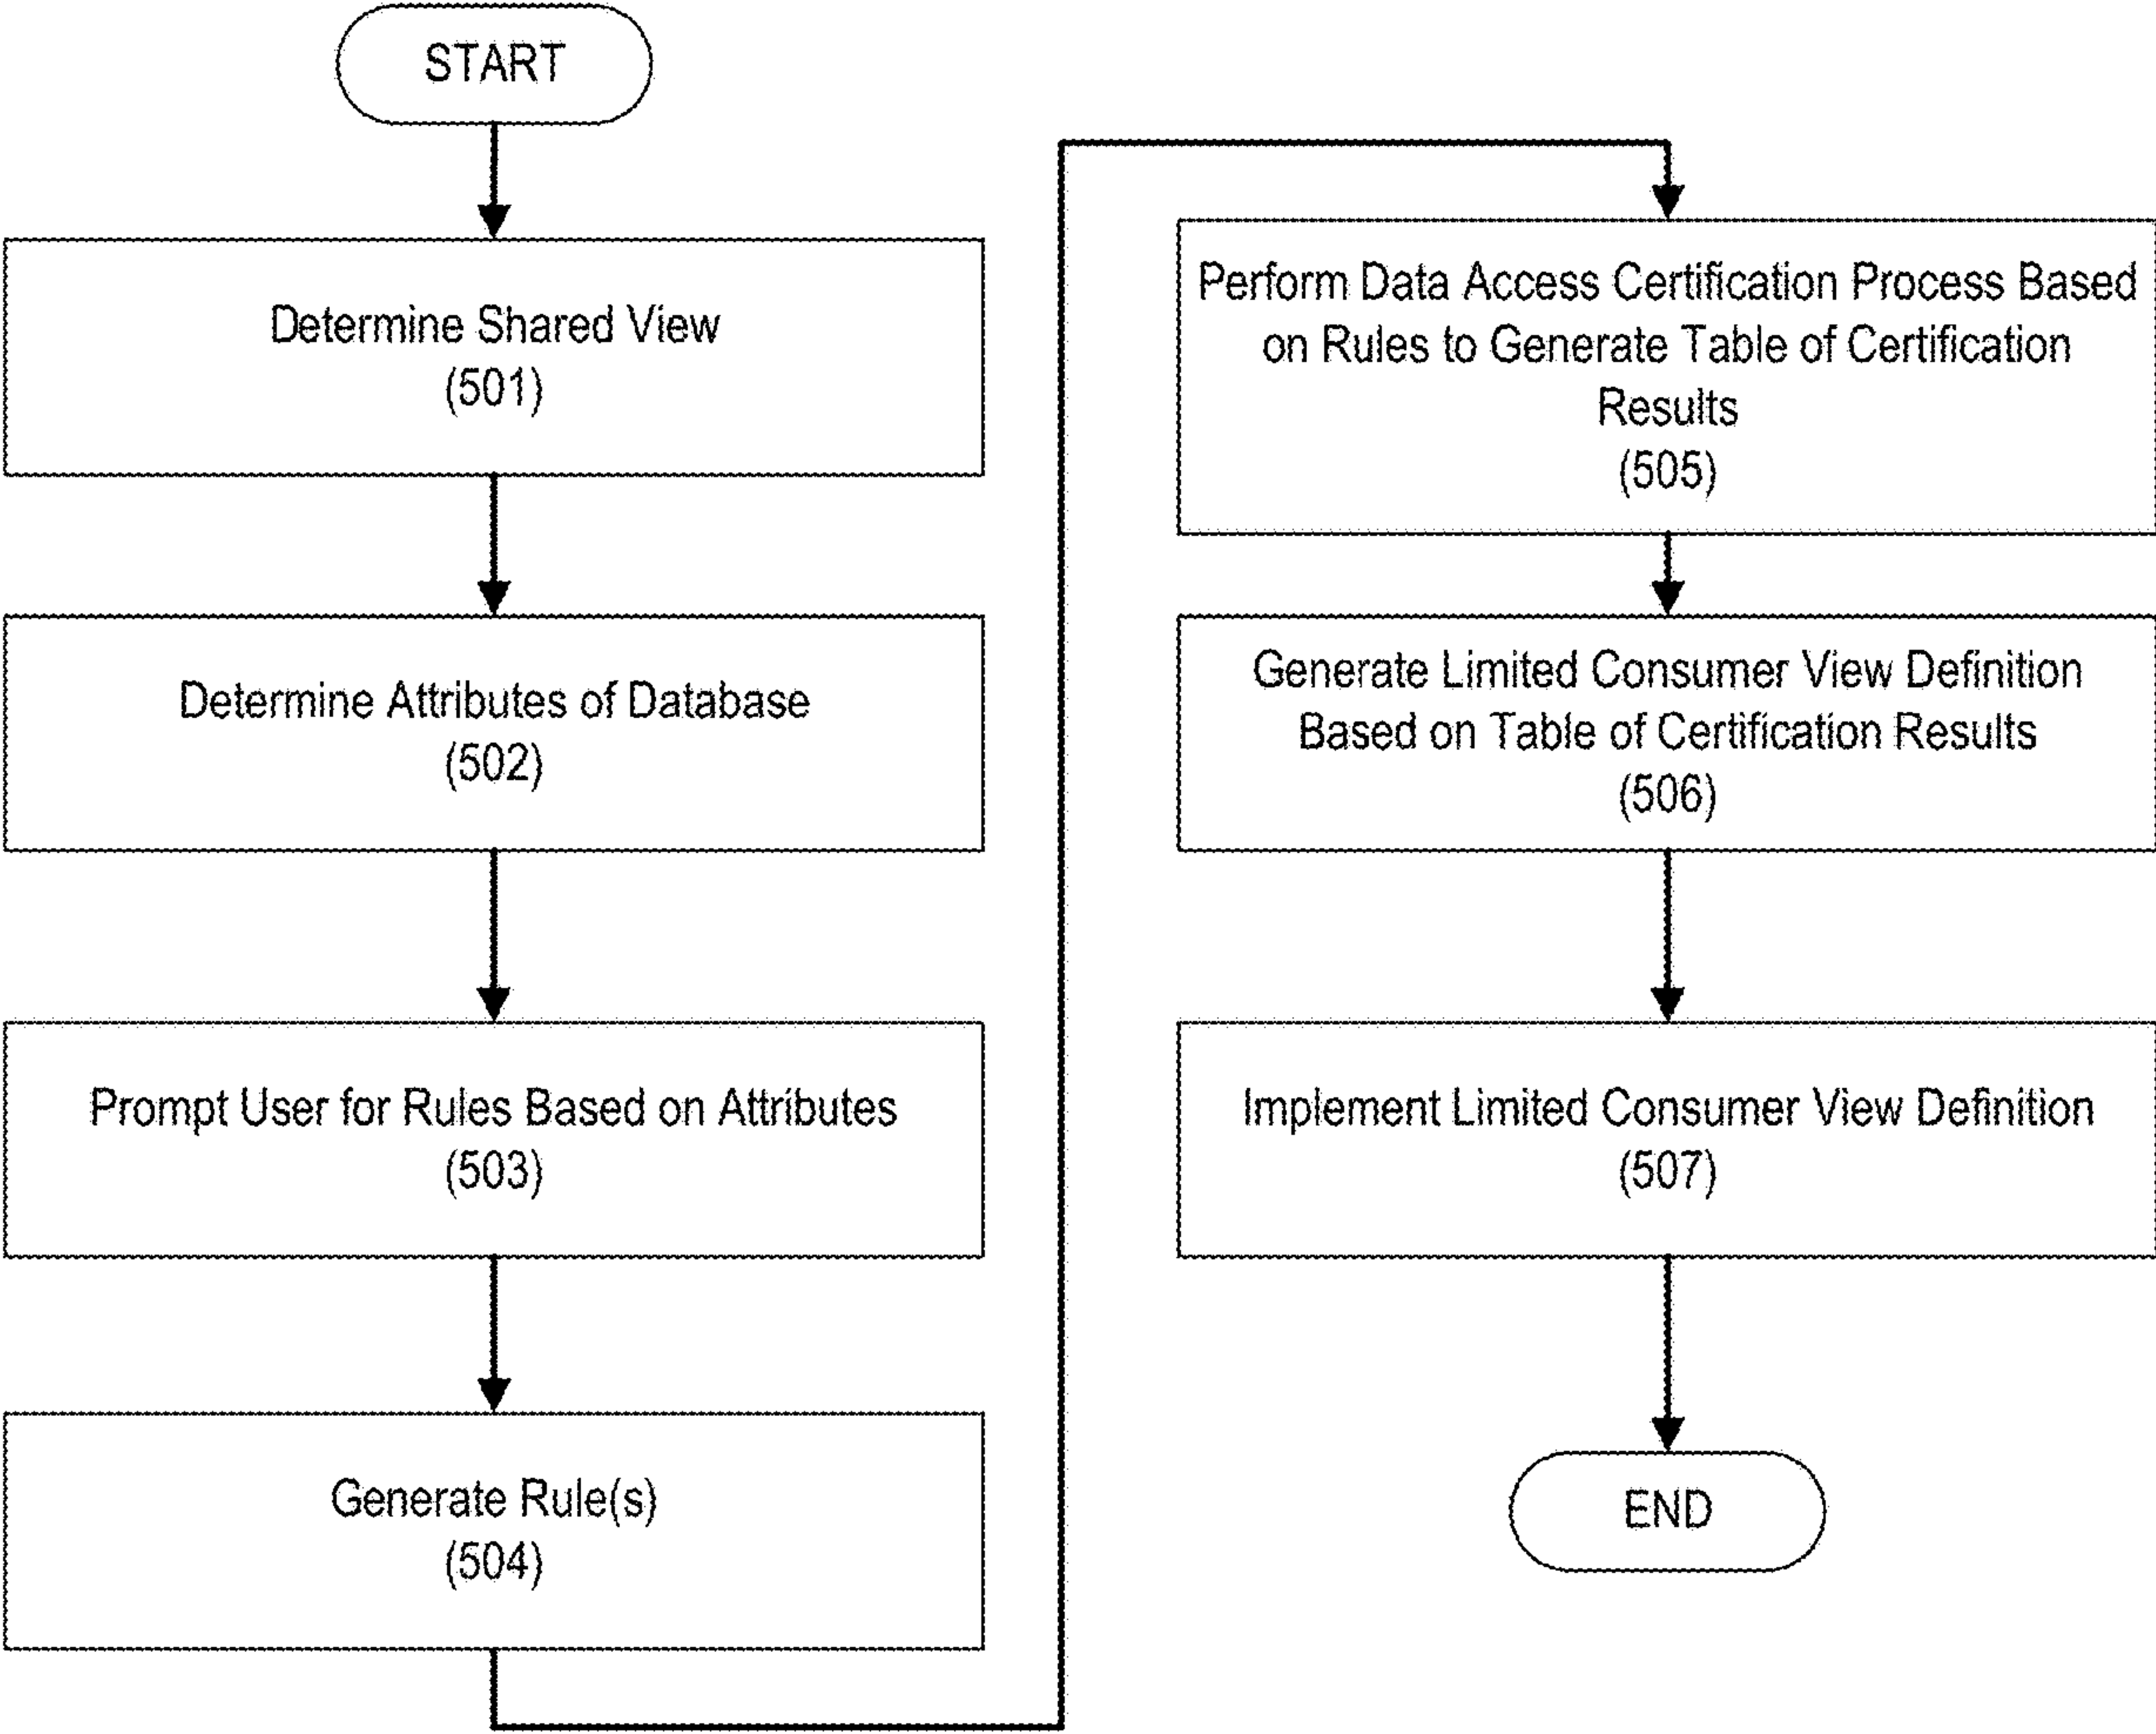 START
Determine Shared View
(501)
Determine Attributes of Database
(502)
Prompt User for Rules Based on Attributes
(503)
Generate Rule(s)
(504)
Perform Data Access Certification Process Based
on Rules to Generate Table of Certification
Results
(505)
Generate Limited Consumer View Definition
Based on Table of Certification Results
(506)
Implement Limited Consumer View Definition
(507)
END